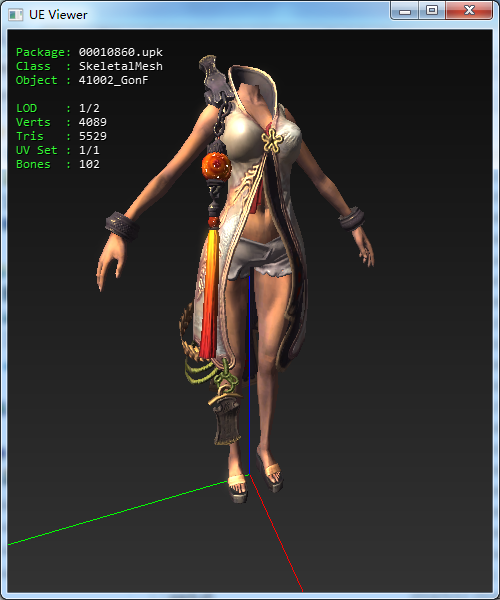 UE Viewer
Package: 00010860.upk
Class : SkeletalMesh
Object : 41002_GonF
LOD : 1/2
Verts : 4089
Tris : 5529
UV Set : 1/1
Bones : 102